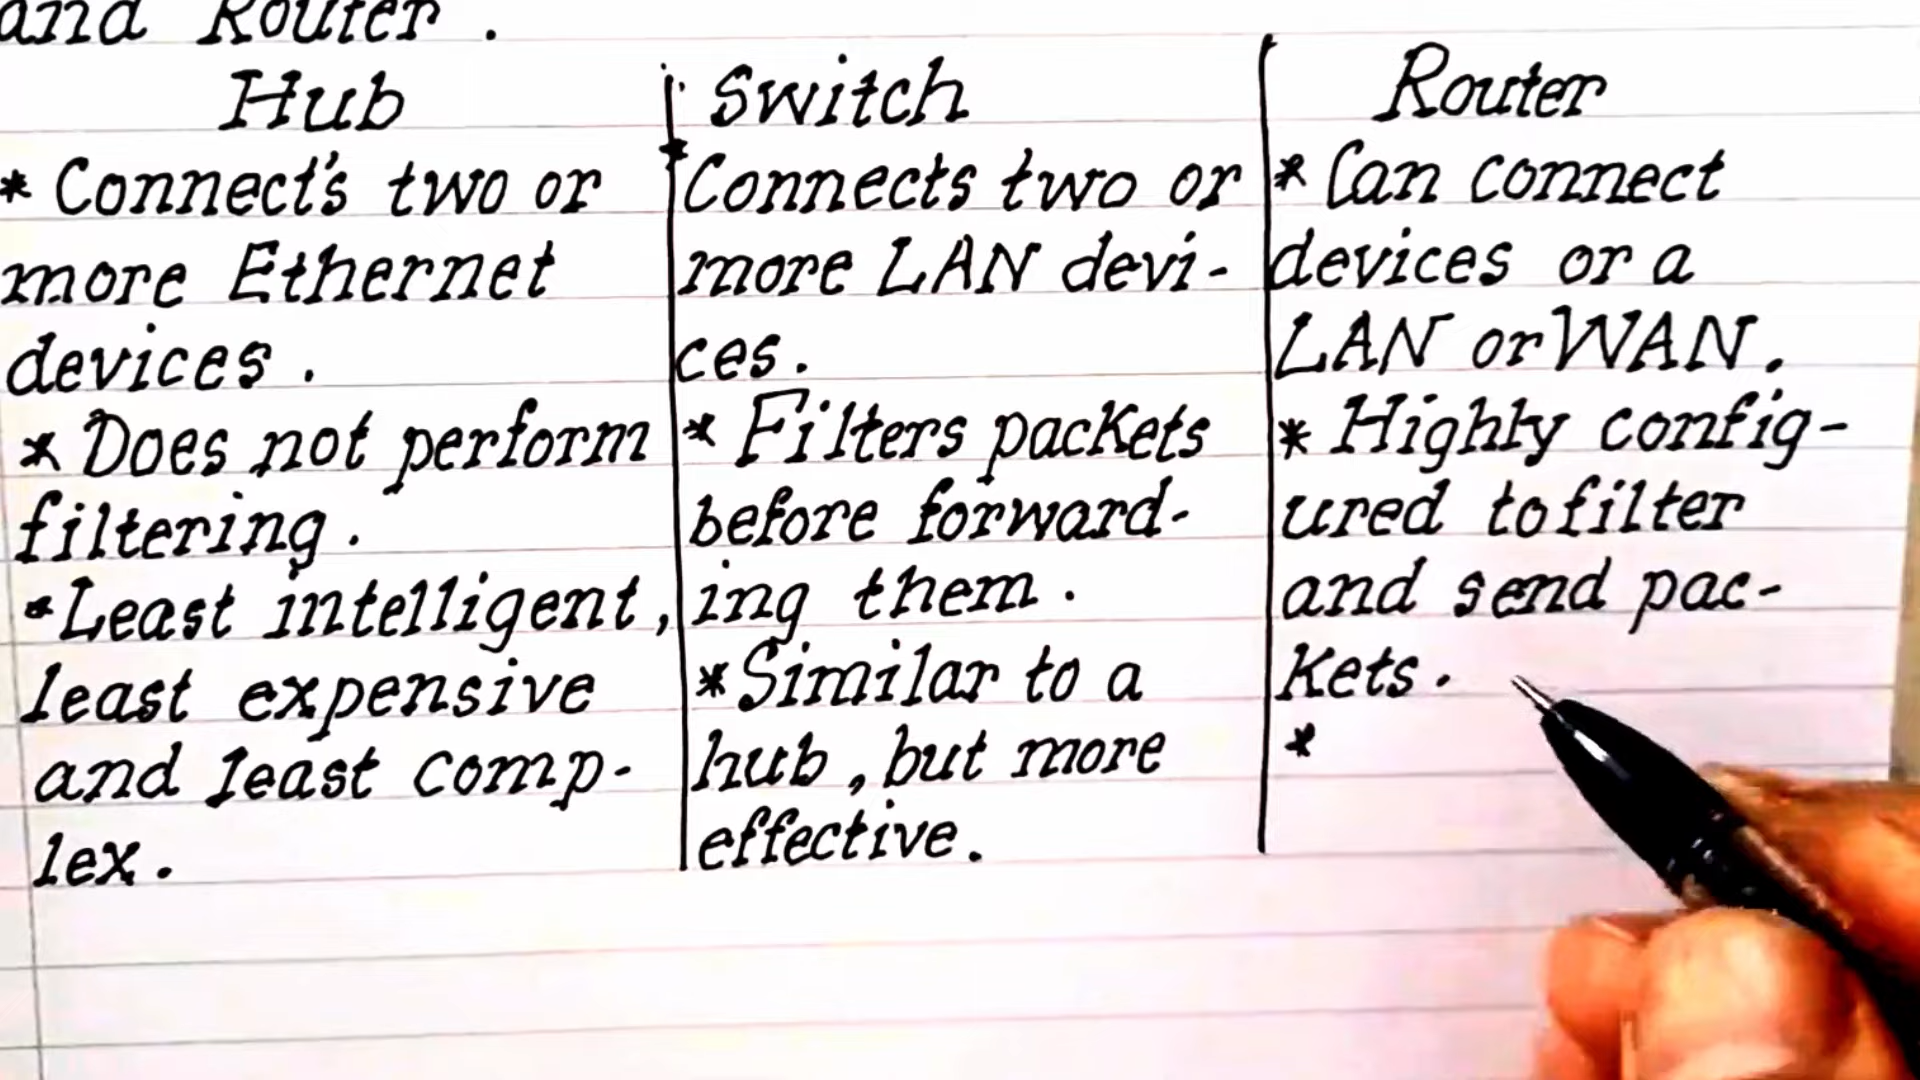 and Router.
Hub
* Connect's two or
more Ethernet
devices.
* Does not perform
filtering.
*Least intelligent,
least expensive
and least comp-
lex.
Switch
*
Connects two or
more LAN devi-
ces.
* Filters packets
before forward-
ing them.
*Similar to a
hub, but more
effective.
Router
* Can connect
devices or a
LAN or WAN.
* Highly config-
ured to filter
and send pac-
kets.
*